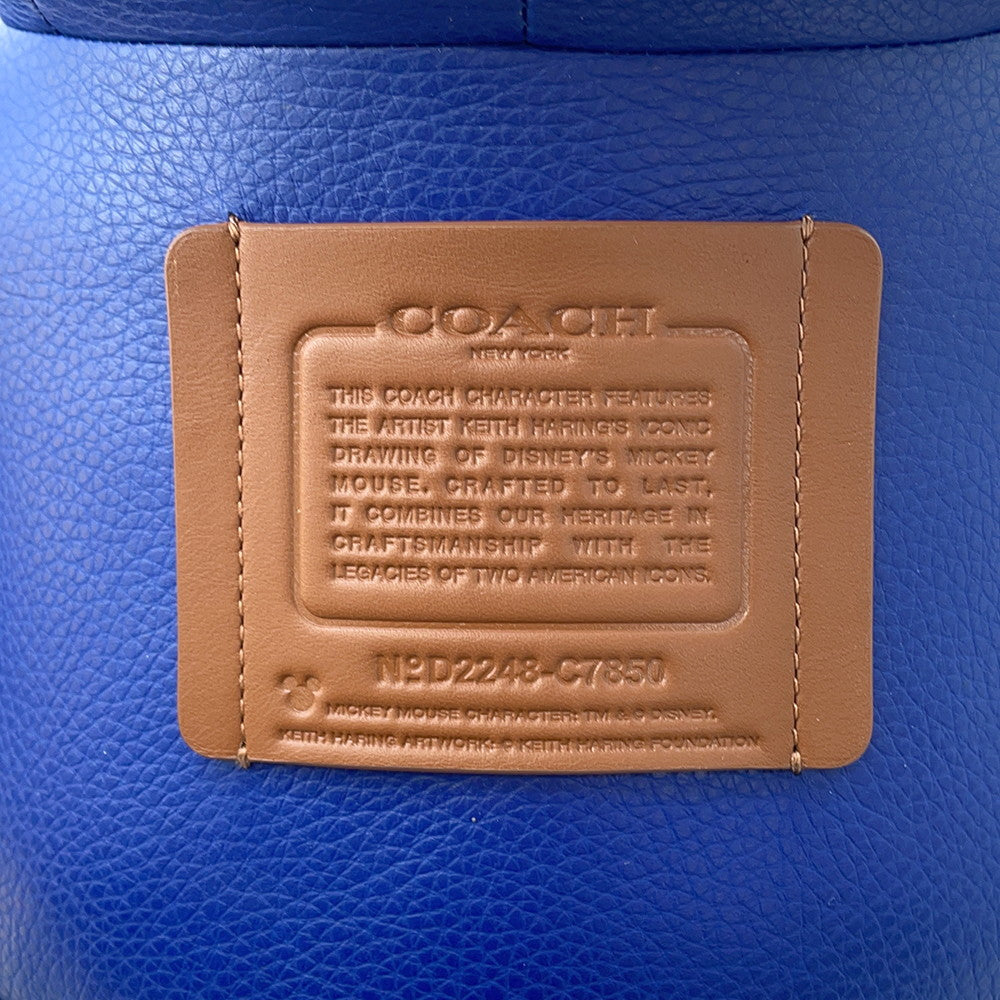 COACH
NEW YORK
THIS COACH CHARACTER FEATURES
THE ARTIST KEITH HARING'S ICONIC
DRAWING OF DISNEY'S MICKEY
MOUSE. CRAFTED TO LAST,
IT COMBINES OUR HERITAGE IN
CRAFTSMANSHIP WITH THE
LEGACIES OF TWO AMERICAN ICONS.
Nº D2248-C7850
MICKEY MOUSE CHARACTER: TM & © DISNEY.
KEITH HARING ARTWORK: © KEITH HARING FOUNDATION